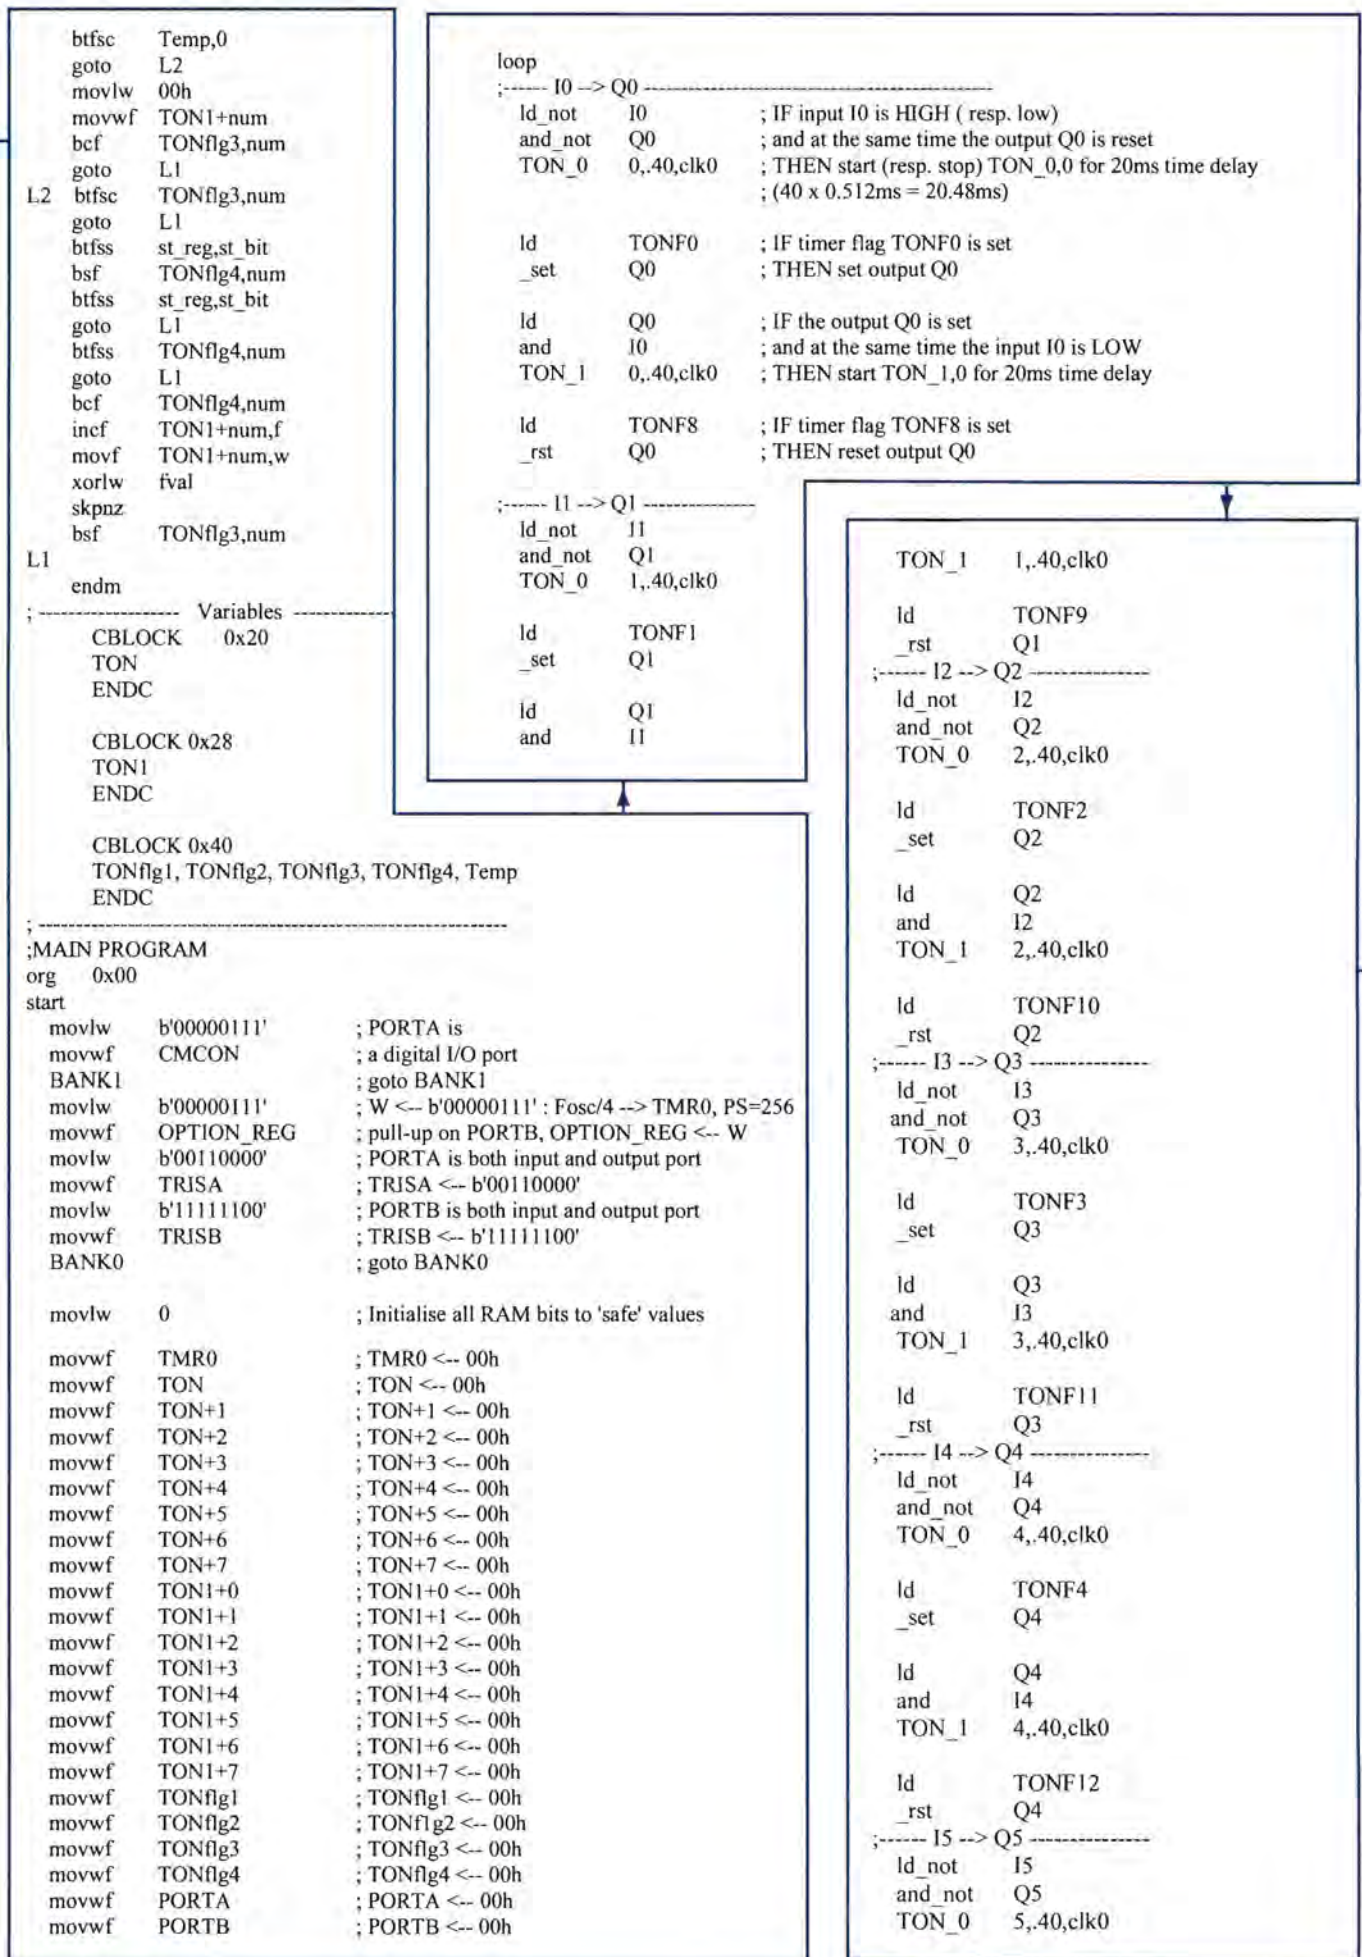 btfsc Temp,0
goto L2
movlw 00h
movwf TON1+num
bcf TONflg3,num
goto L1
L2 btfsc TONflg3,num
goto L1
btfss st_reg,st_bit
bsf TONflg4,num
btfss st_reg,st_bit
goto L1
btfss TONflg4,num
goto L1
bcf TONflg4,num
incf TON1+num,f
movf TON1+num,w
xorlw fval
skpnz
bsf TONflg3,num
L1
endm
; ------------------ Variables -------------
CBLOCK 0x20
TON
ENDC
CBLOCK 0x28
TON1
ENDC
CBLOCK 0x40
TONflg1, TONflg2, TONflg3, TONflg4, Temp
ENDC
; ------------------------------------------------------------
;MAIN PROGRAM
org 0x00
start
movlw b'00000111' ; PORTA is
movwf CMCON ; a digital I/O port
BANK1 ; goto BANK1
movlw b'00000111' ; W <-- b'00000111' : Fosc/4 --> TMR0, PS=256
movwf OPTION_REG ; pull-up on PORTB, OPTION_REG <-- W
movlw b'00110000' ; PORTA is both input and output port
movwf TRISA ; TRISA <-- b'00110000'
movlw b'11111100' ; PORTB is both input and output port
movwf TRISB ; TRISB <-- b'11111100'
BANK0 ; goto BANK0
movlw 0 ; Initialise all RAM bits to 'safe' values
movwf TMR0 ; TMR0 <-- 00h
movwf TON ; TON <-- 00h
movwf TON+1 ; TON+1 <-- 00h
movwf TON+2 ; TON+2 <-- 00h
movwf TON+3 ; TON+3 <-- 00h
movwf TON+4 ; TON+4 <-- 00h
movwf TON+5 ; TON+5 <-- 00h
movwf TON+6 ; TON+6 <-- 00h
movwf TON+7 ; TON+7 <-- 00h
movwf TON1+0 ; TON1+0 <-- 00h
movwf TON1+1 ; TON1+1 <-- 00h
movwf TON1+2 ; TON1+2 <-- 00h
movwf TON1+3 ; TON1+3 <-- 00h
movwf TON1+4 ; TON1+4 <-- 00h
movwf TON1+5 ; TON1+5 <-- 00h
movwf TON1+6 ; TON1+6 <-- 00h
movwf TON1+7 ; TON1+7 <-- 00h
movwf TONflg1 ; TONflg1 <-- 00h
movwf TONflg2 ; TONflg2 <-- 00h
movwf TONflg3 ; TONflg3 <-- 00h
movwf TONflg4 ; TONflg4 <-- 00h
movwf PORTA ; PORTA <-- 00h
movwf PORTB ; PORTB <-- 00h
loop
;------ I0 --> Q0 ---------------------------------------------
ld_not I0 ; IF input I0 is HIGH ( resp. low)
and_not Q0 ; and at the same time the output Q0 is reset
TON_0 0,.40,clk0 ; THEN start (resp. stop) TON_0,0 for 20ms time delay
; (40 x 0.512ms = 20.48ms)
ld TONF0 ; IF timer flag TONF0 is set
_set Q0 ; THEN set output Q0
ld Q0 ; IF the output Q0 is set
and I0 ; and at the same time the input I0 is LOW
TON_1 0,.40,clk0 ; THEN start TON_1,0 for 20ms time delay
ld TONF8 ; IF timer flag TONF8 is set
_rst Q0 ; THEN reset output Q0
;------ I1 --> Q1 --------------
ld_not I1
and_not Q1
TON_0 1,.40,clk0
ld TONF1
_set Q1
ld Q1
and I1
TON_1 1,.40,clk0
ld TONF9
_rst Q1
;------ I2 --> Q2 ---------------
ld_not I2
and_not Q2
TON_0 2,.40,clk0
ld TONF2
_set Q2
ld Q2
and I2
TON_1 2,.40,clk0
ld TONF10
_rst Q2
;------ I3 --> Q3 ---------------
ld_not I3
and_not Q3
TON_0 3,.40,clk0
ld TONF3
_set Q3
ld Q3
and I3
TON_1 3,.40,clk0
ld TONF11
_rst Q3
;------ I4 --> Q4 ---------------
ld_not I4
and_not Q4
TON_0 4,.40,clk0
ld TONF4
_set Q4
ld Q4
and I4
TON_1 4,.40,clk0
ld TONF12
_rst Q4
;------ I5 --> Q5 ---------------
ld_not I5
and_not Q5
TON_0 5,.40,clk0